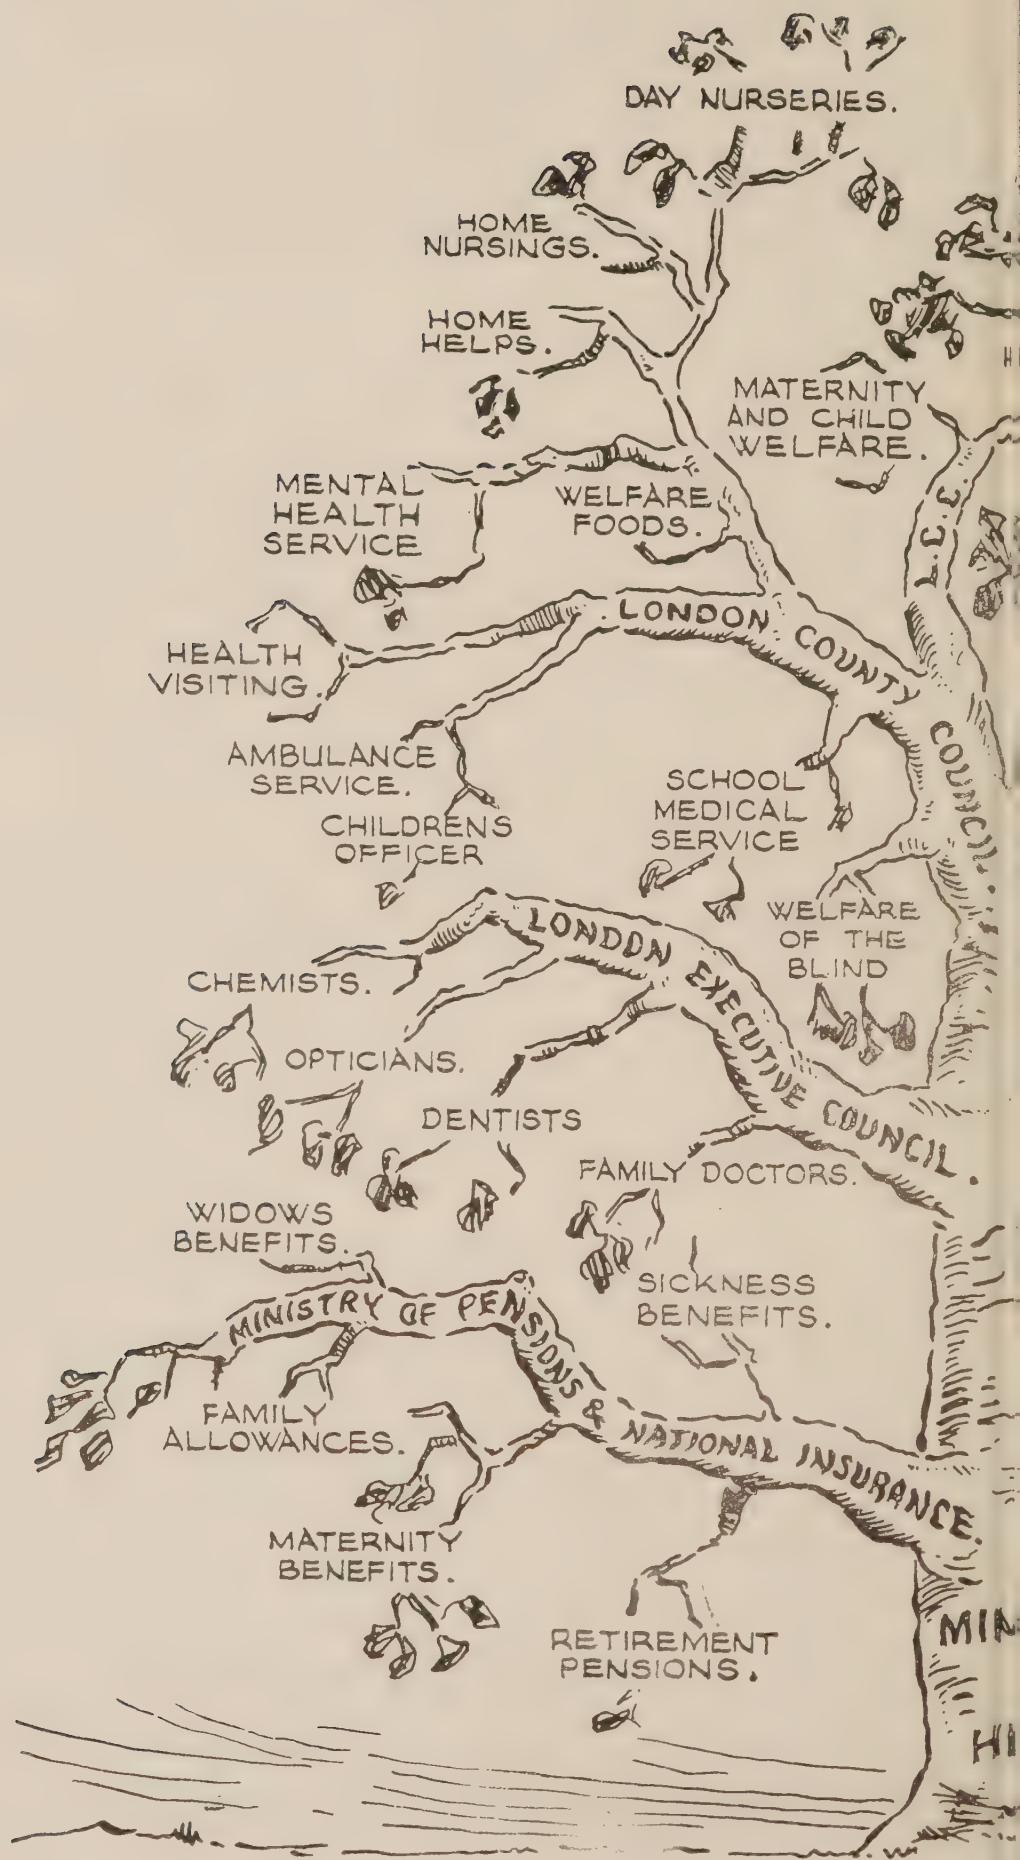 DAY NURSERIES.
HOME
NURSINGS.
HOME
HELPS.
MATERNITY
AND CHILD
WELFARE.
L.C.C.
MENTAL
HEALTH
SERVICE
WELFARE
FOODS.
LONDON COUNTY COUNCIL.
HEALTH
VISITING.
AMBULANCE
SERVICE.
CHILDRENS
OFFICER
SCHOOL
MEDICAL
SERVICE
WELFARE
OF THE
BLIND
LONDON EXECUTIVE COUNCIL.
CHEMISTS.
OPTICIANS.
DENTISTS
FAMILY DOCTORS.
WIDOWS
BENEFITS.
SICKNESS
BENEFITS.
MINISTRY OF PENSIONS & NATIONAL INSURANCE.
FAMILY
ALLOWANCES.
MATERNITY
BENEFITS.
RETIREMENT
PENSIONS.